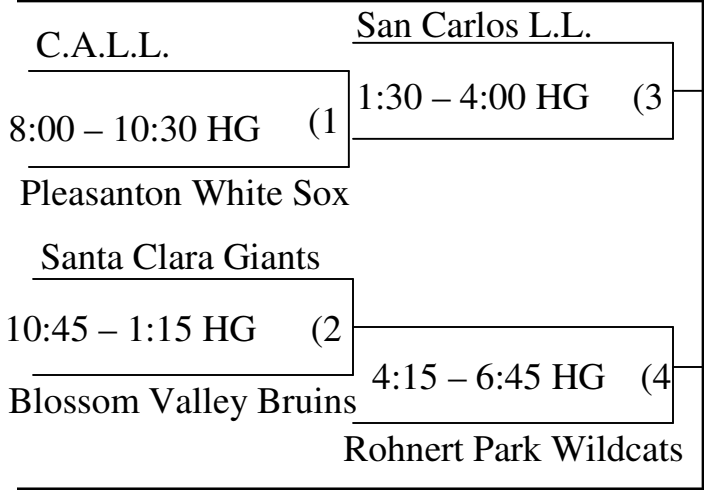 San Carlos L.L.
C.A.L.L.
1:30 – 4:00 HG (3
8:00 – 10:30 HG (1
Pleasanton White Sox
Santa Clara Giants
10:45 – 1:15 HG (2
4:15 – 6:45 HG (4
Blossom Valley Bruins
Rohnert Park Wildcats